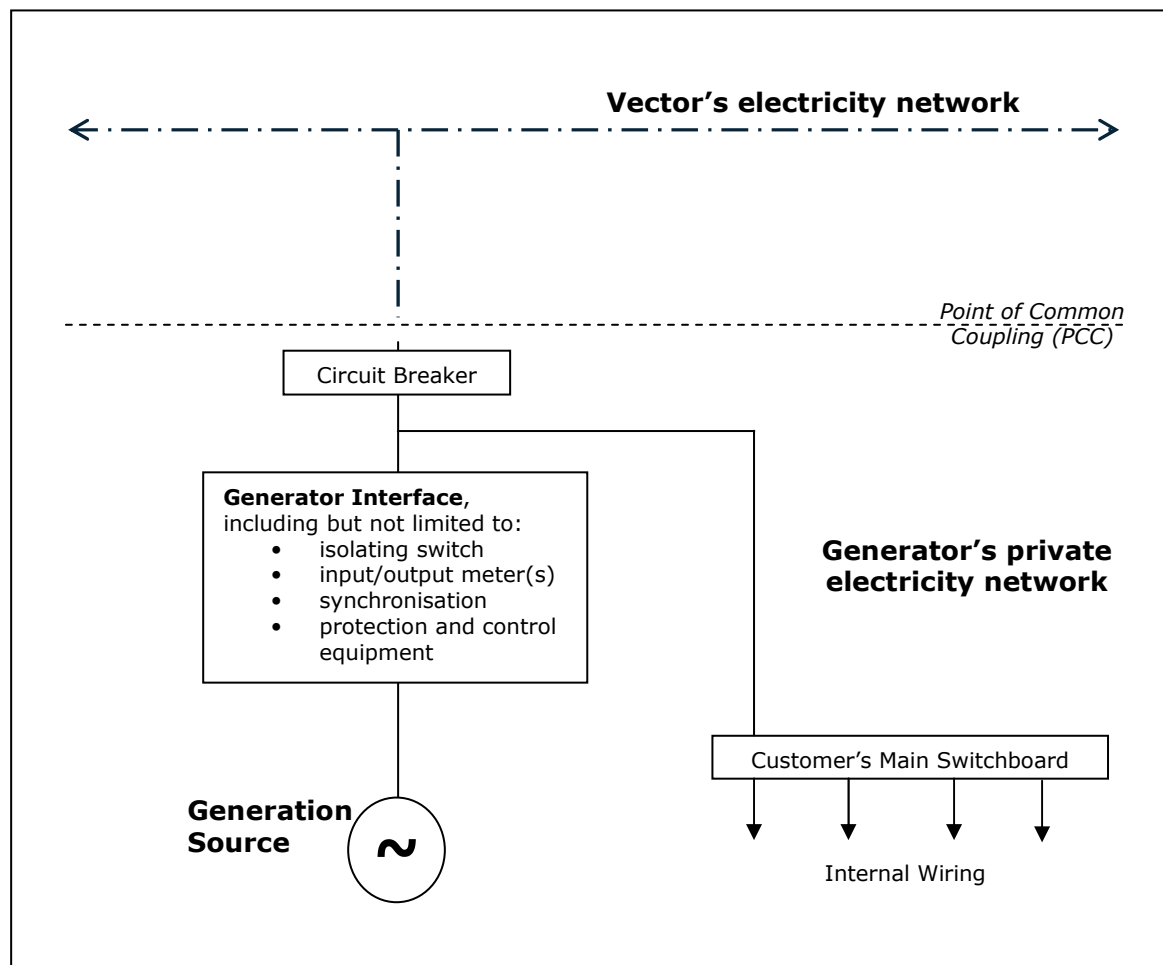 Vector's electricity network
Point of Common
Coupling (PCC)
Circuit Breaker
Generator Interface,
including but not limited to:
• isolating switch
• input/output meter(s)
• synchronisation
• protection and control
equipment
Generator's private
electricity network
Customer's Main Switchboard
Generation
Source
~
Internal Wiring